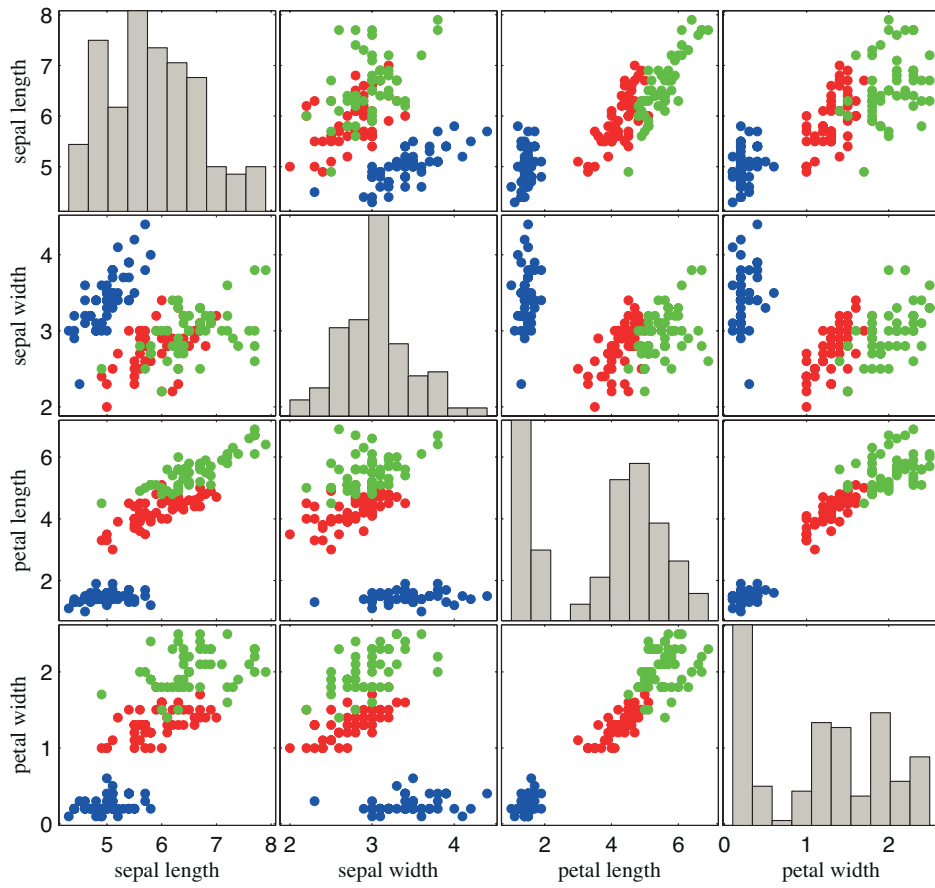 8
7
6
5
sepal length
4
3
2
sepal width
6
4
2
petal length
2
1
0
petal width
5 6 7 8
sepal length
2 3 4
sepal width
0 2 4 6
petal length
0 1 2
petal width